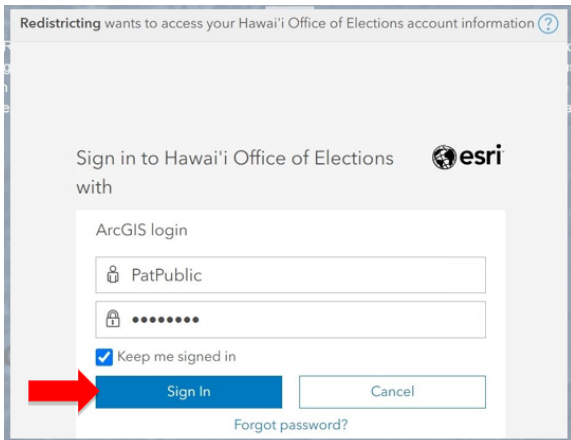 Redistricting wants to access your Hawai'i Office of Elections account information ?
Sign in to Hawai'i Office of Elections
with
esri
ArcGIS login
PatPublic
••••••••
Keep me signed in
Sign In
Cancel
Forgot password?